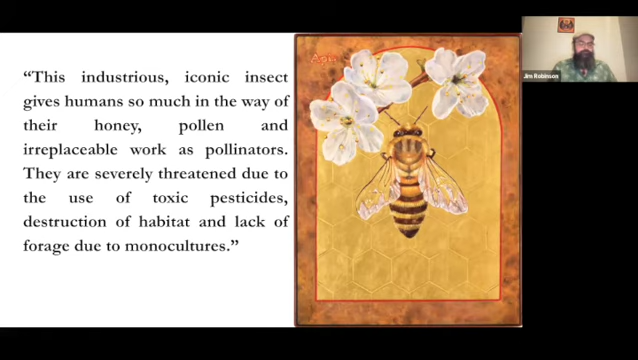 “This industrious, iconic insect
gives humans so much in the way of
their honey, pollen and
irreplaceable work as pollinators.
They are severely threatened due to
the use of toxic pesticides,
destruction of habitat and lack of
forage due to monocultures.”
Jim Robinson